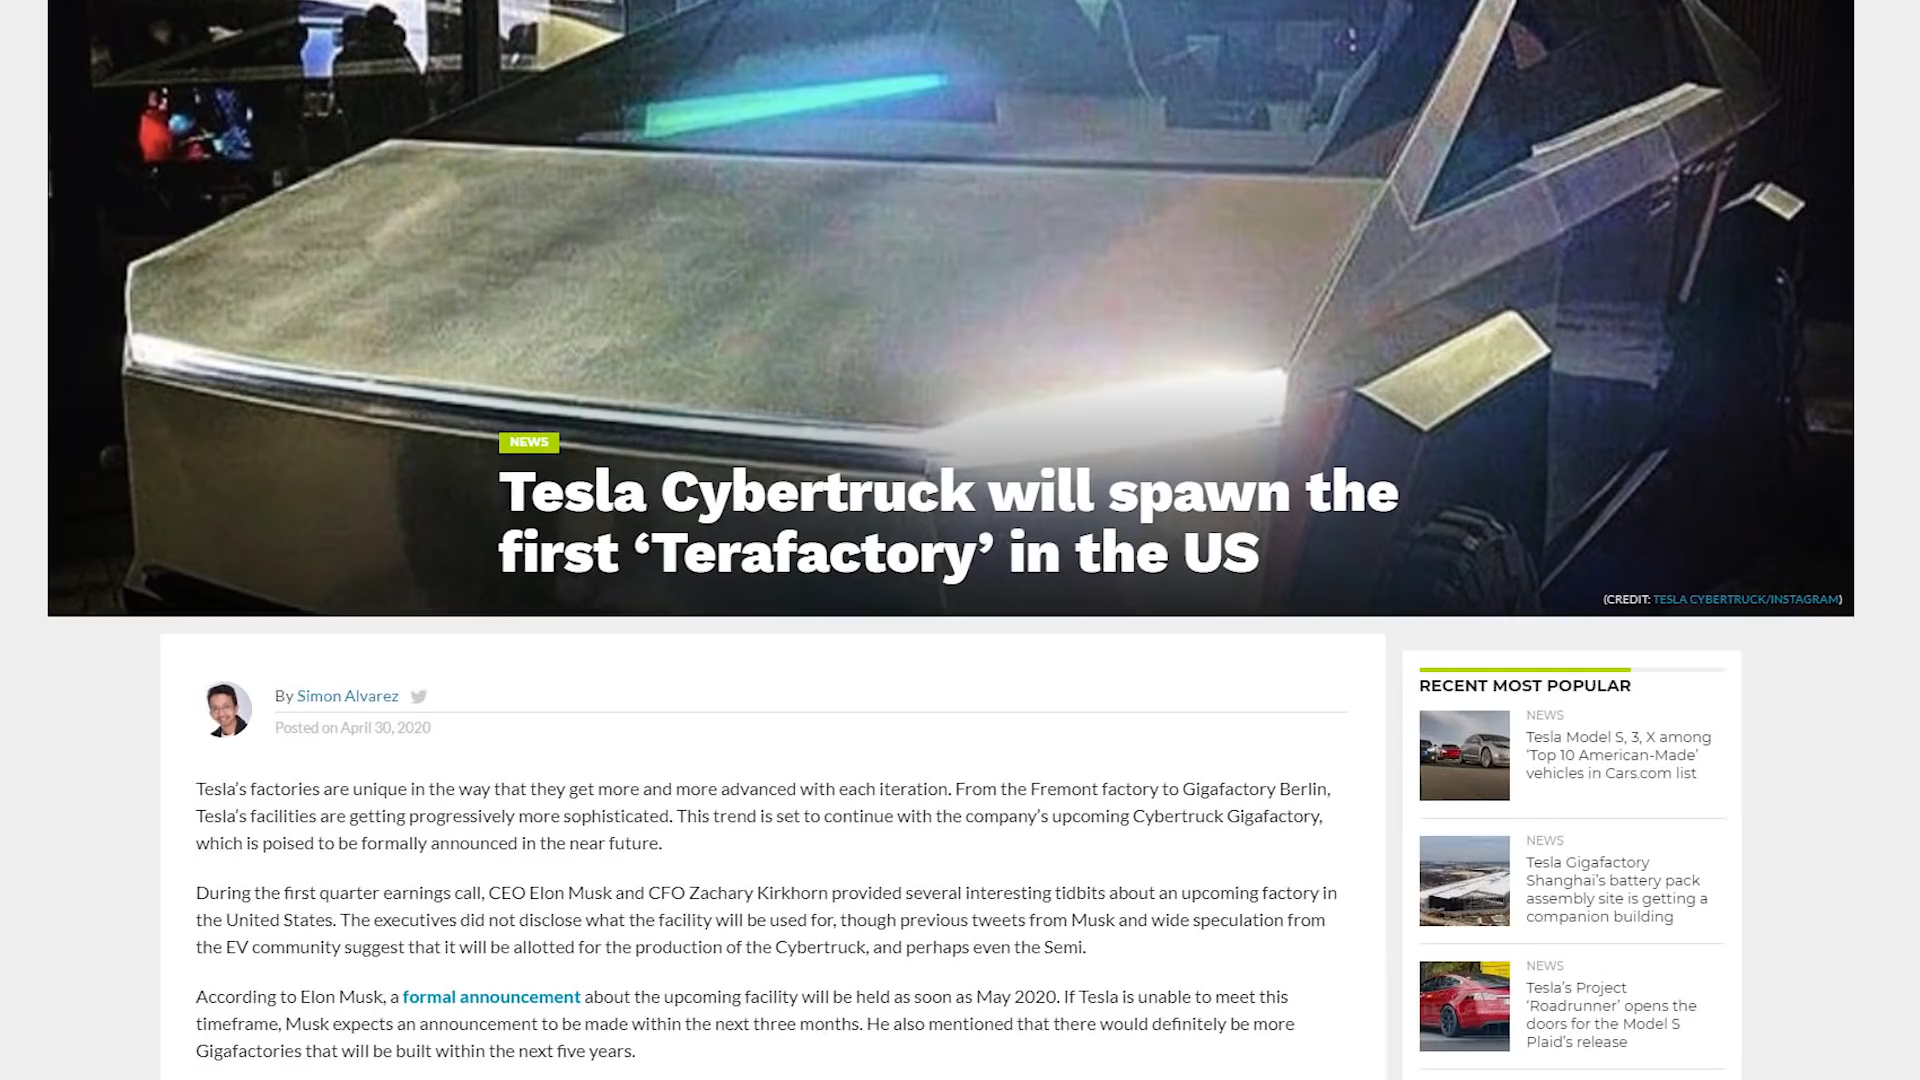 NEWS
Tesla Cybertruck will spawn the
first ‘Terafactory’ in the US
(CREDIT: TESLA CYBERTRUCK/INSTAGRAM)
By Simon Alvarez
Posted on April 30, 2020
Tesla’s factories are unique in the way that they get more and more advanced with each iteration. From the Fremont factory to Gigafactory Berlin,
Tesla’s facilities are getting progressively more sophisticated. This trend is set to continue with the company’s upcoming Cybertruck Gigafactory,
which is poised to be formally announced in the near future.
During the first quarter earnings call, CEO Elon Musk and CFO Zachary Kirkhorn provided several interesting tidbits about an upcoming factory in
the United States. The executives did not disclose what the facility will be used for, though previous tweets from Musk and wide speculation from
the EV community suggest that it will be allotted for the production of the Cybertruck, and perhaps even the Semi.
According to Elon Musk, a formal announcement about the upcoming facility will be held as soon as May 2020. If Tesla is unable to meet this
timeframe, Musk expects an announcement to be made within the next three months. He also mentioned that there would definitely be more
Gigafactories that will be built within the next five years.
RECENT MOST POPULAR
NEWS
Tesla Model S, 3, X among
‘Top 10 American-Made’
vehicles in Cars.com list
NEWS
Tesla Gigafactory
Shanghai’s battery pack
assembly site is getting a
companion building
NEWS
Tesla’s Project
‘Roadrunner’ opens the
doors for the Model S
Plaid’s release